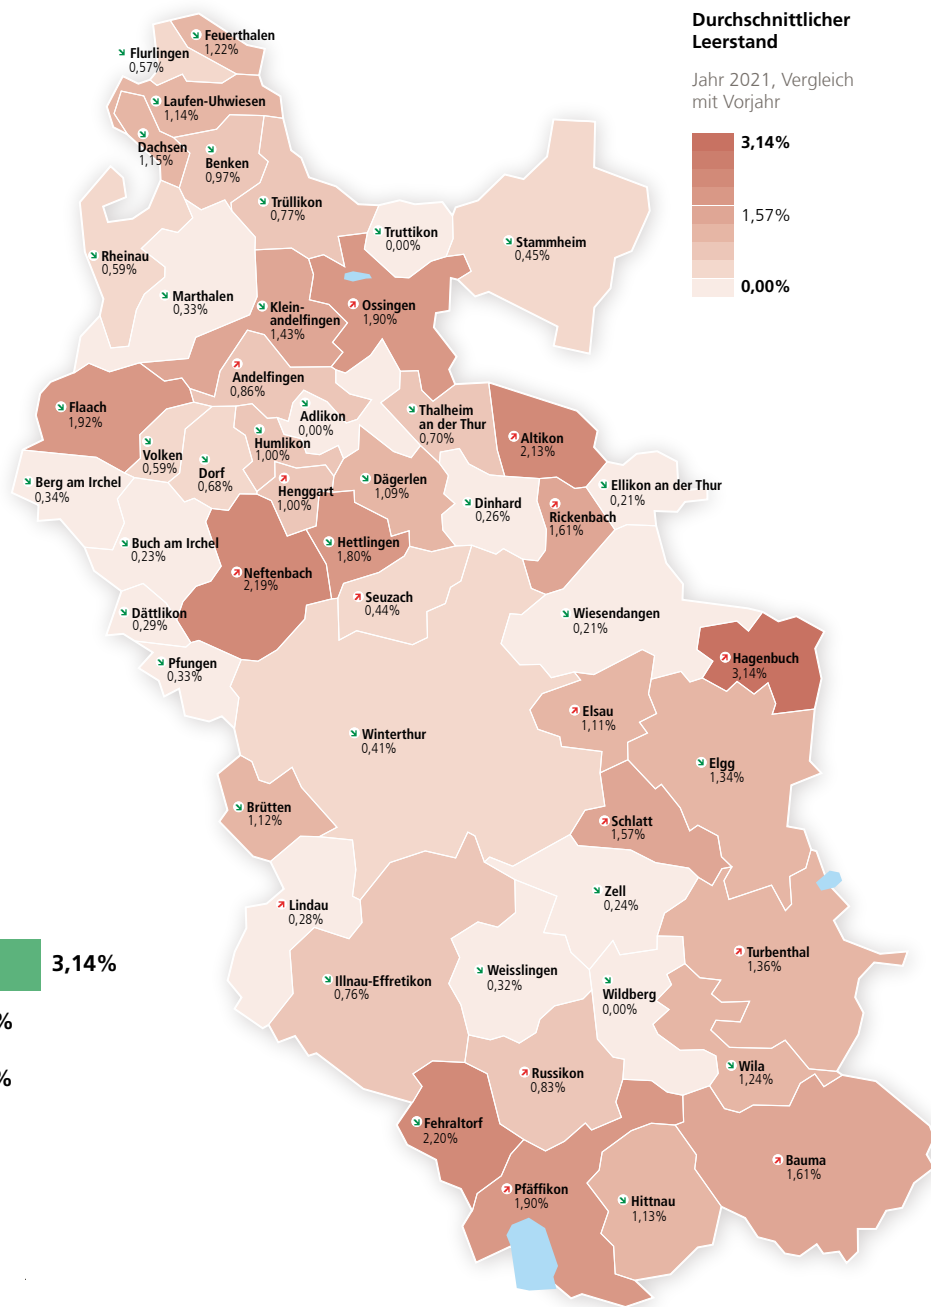 Durchschnittlicher
Leerstand
Jahr 2021, Vergleich
mit Vorjahr
3,14%
1,57%
0,00%
Feuerthalen
1,22%
Flurlingen
0,57%
Laufen-Uhwiesen
1,14%
Dachsen
1,15%
Benken
0,97%
Trüllikon
0,77%
Truttikon
0,00%
Stammheim
0,45%
Rheinau
0,59%
Marthalen
0,33%
Klein-
andelfingen
1,43%
Ossingen
1,90%
Andelfingen
0,86%
Flaach
1,92%
Adlikon
0,00%
Thalheim
an der Thur
0,70%
Altikon
2,13%
Volken
0,59%
Dorf
0,68%
Humlikon
1,00%
Henggart
1,00%
Dägerlen
1,09%
Berg am Irchel
0,34%
Dinhard
0,26%
Rickenbach
1,61%
Ellikon an der Thur
0,21%
Buch am Irchel
0,23%
Hettlingen
1,80%
Neftenbach
2,19%
Seuzach
0,44%
Dättlikon
0,29%
Wiesendangen
0,21%
Pfungen
0,33%
Hagenbuch
3,14%
Elsau
1,11%
Winterthur
0,41%
Elgg
1,34%
Brütten
1,12%
Schlatt
1,57%
Lindau
0,28%
Zell
0,24%
Turbenthal
1,36%
Illnau-Effretikon
0,76%
Weisslingen
0,32%
Wildberg
0,00%
Russikon
0,83%
Wila
1,24%
Fehraltorf
2,20%
Bauma
1,61%
Pfäffikon
1,90%
Hittnau
1,13%
3,14%
%
%